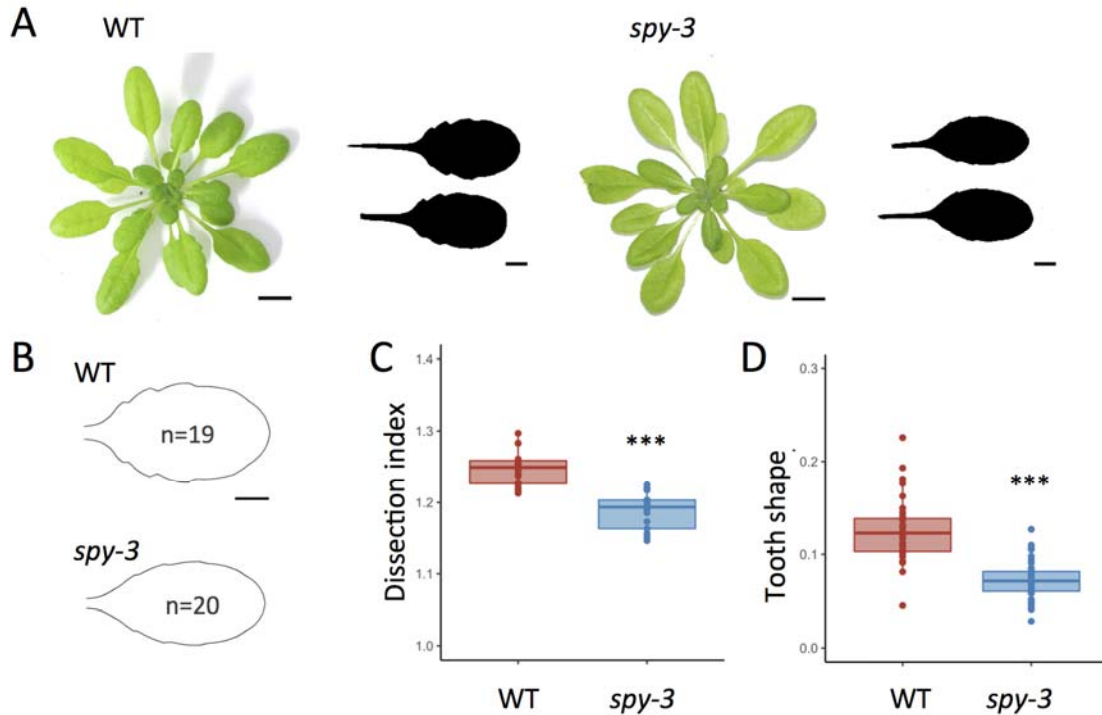 A
WT
spy-3
B
WT
n=19
spy-3
n=20
C
Dissection index
1.4
1.3
1.2
1.1
1.0
***
WT
spy-3
D
Tooth shape
0.3
0.2
0.1
0.0
***
WT
spy-3